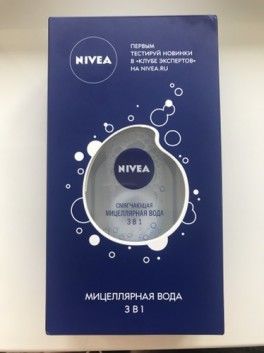 NIVEA
ПЕРВЫМ
ТЕСТИРУЙ НОВИНКИ
В «КЛУБЕ ЭКСПЕРТОВ»
НА NIVEA.RU
NIVEA
СМЯГЧАЮЩАЯ
МИЦЕЛЛЯРНАЯ ВОДА
3 В 1
МИЦЕЛЛЯРНАЯ ВОДА
3 В 1